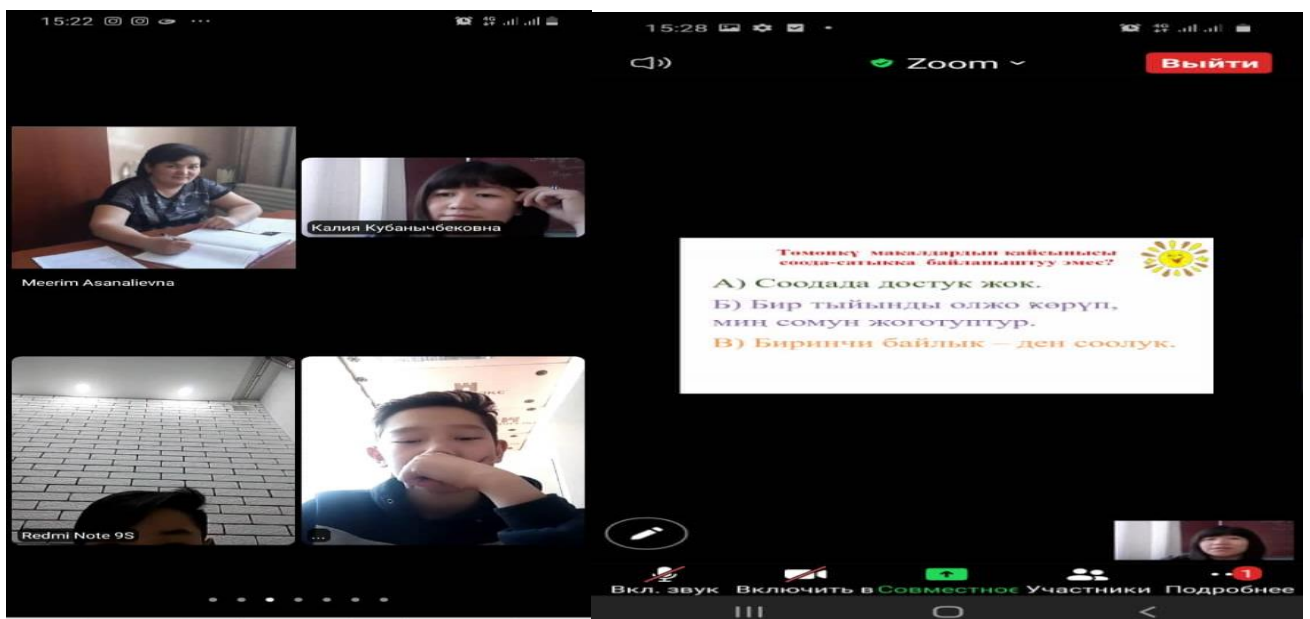 15:22
Meerim Asanalievna
Калия Кубанычбековна
Redmi Note 9S
...
15:28
Zoom
Выйти
Төмөнкү макалдардын кайсынысы
соода-сатыкка байланыштуу эмес?
А) Соодада достук жок.
Б) Бир тыйынды олжо көрүп,
миң сомун жоготуптур.
В) Биринчи байлык – ден соолук.
1
Вкл. звук Включить в Совместное Участники Подробнее